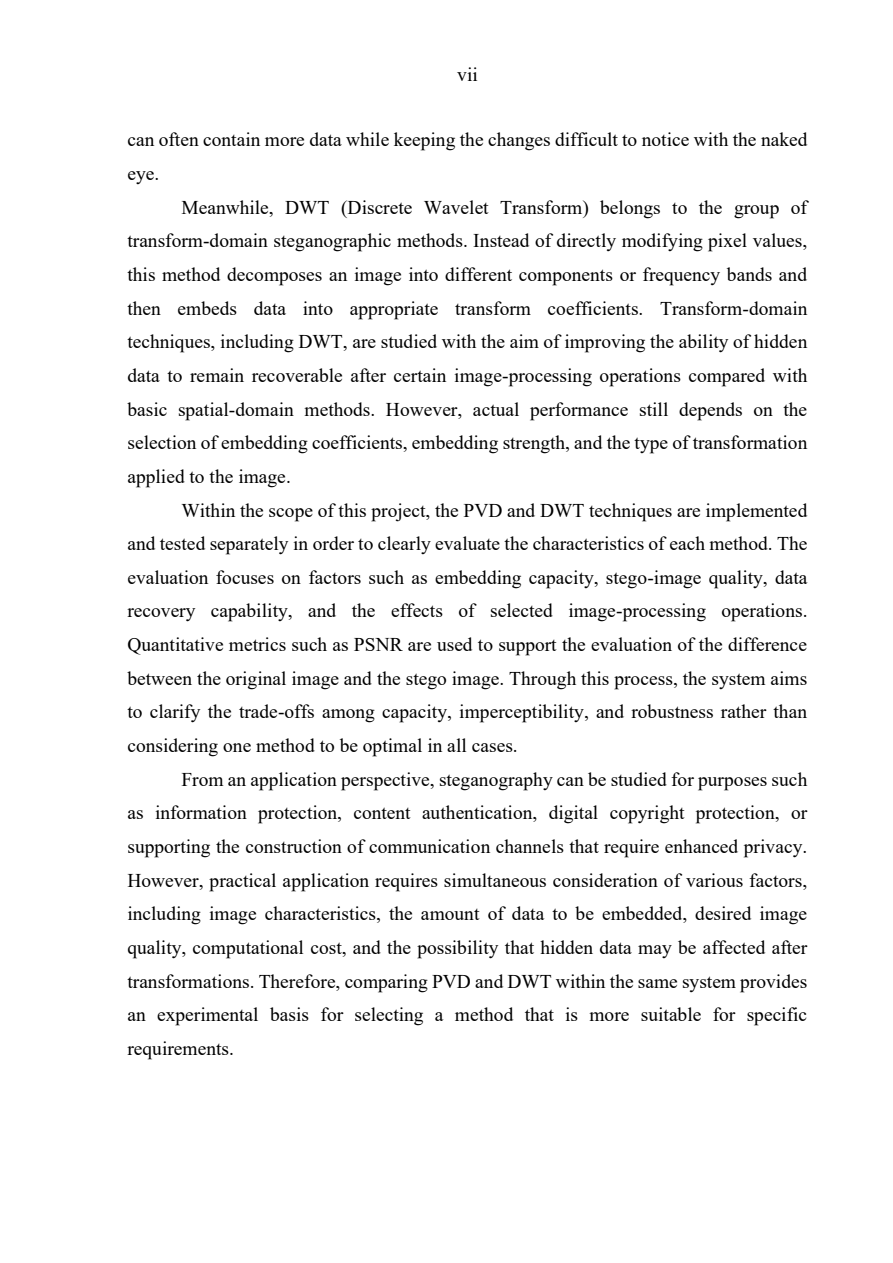 vii
can often contain more data while keeping the changes difficult to notice with the naked
eye.
Meanwhile, DWT (Discrete Wavelet Transform) belongs to the group of
transform-domain steganographic methods. Instead of directly modifying pixel values,
this method decomposes an image into different components or frequency bands and
then embeds data into appropriate transform coefficients. Transform-domain
techniques, including DWT, are studied with the aim of improving the ability of hidden
data to remain recoverable after certain image-processing operations compared with
basic spatial-domain methods. However, actual performance still depends on the
selection of embedding coefficients, embedding strength, and the type of transformation
applied to the image.
Within the scope of this project, the PVD and DWT techniques are implemented
and tested separately in order to clearly evaluate the characteristics of each method. The
evaluation focuses on factors such as embedding capacity, stego-image quality, data
recovery capability, and the effects of selected image-processing operations.
Quantitative metrics such as PSNR are used to support the evaluation of the difference
between the original image and the stego image. Through this process, the system aims
to clarify the trade-offs among capacity, imperceptibility, and robustness rather than
considering one method to be optimal in all cases.
From an application perspective, steganography can be studied for purposes such
as information protection, content authentication, digital copyright protection, or
supporting the construction of communication channels that require enhanced privacy.
However, practical application requires simultaneous consideration of various factors,
including image characteristics, the amount of data to be embedded, desired image
quality, computational cost, and the possibility that hidden data may be affected after
transformations. Therefore, comparing PVD and DWT within the same system provides
an experimental basis for selecting a method that is more suitable for specific
requirements.